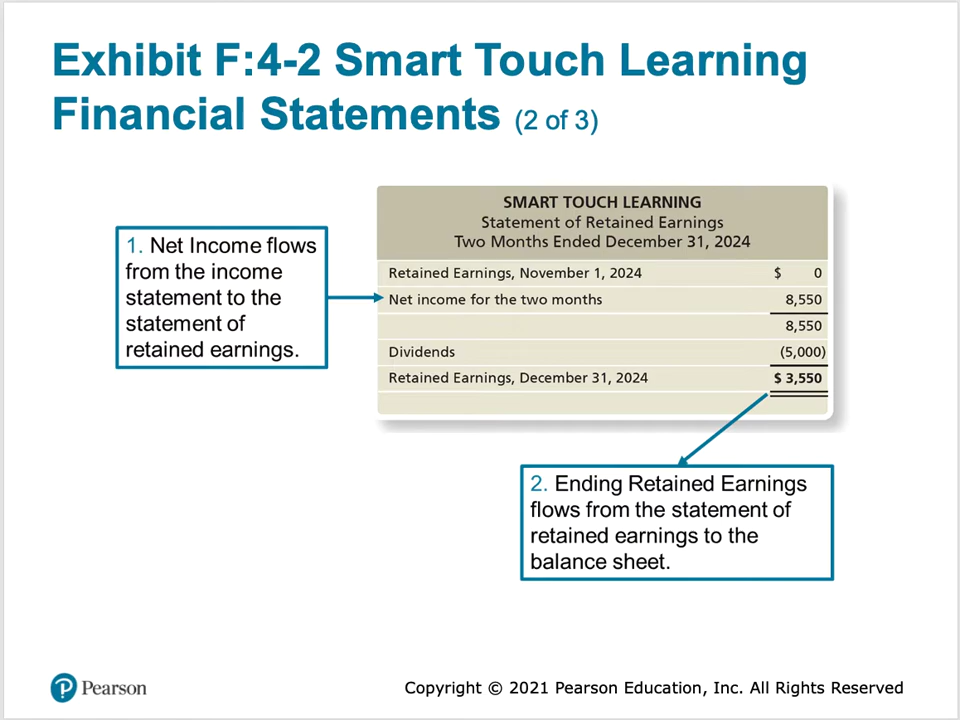 Exhibit F:4-2 Smart Touch Learning
Financial Statements (2 of 3)
1. Net Income flows
from the income
statement to the
statement of
retained earnings.
SMART TOUCH LEARNING
Statement of Retained Earnings
Two Months Ended December 31, 2024
Retained Earnings, November 1, 2024 $ 0
Net income for the two months 8,550
8,550
Dividends (5,000)
Retained Earnings, December 31, 2024 $ 3,550
2. Ending Retained Earnings
flows from the statement of
retained earnings to the
balance sheet.
P Pearson
Copyright © 2021 Pearson Education, Inc. All Rights Reserved